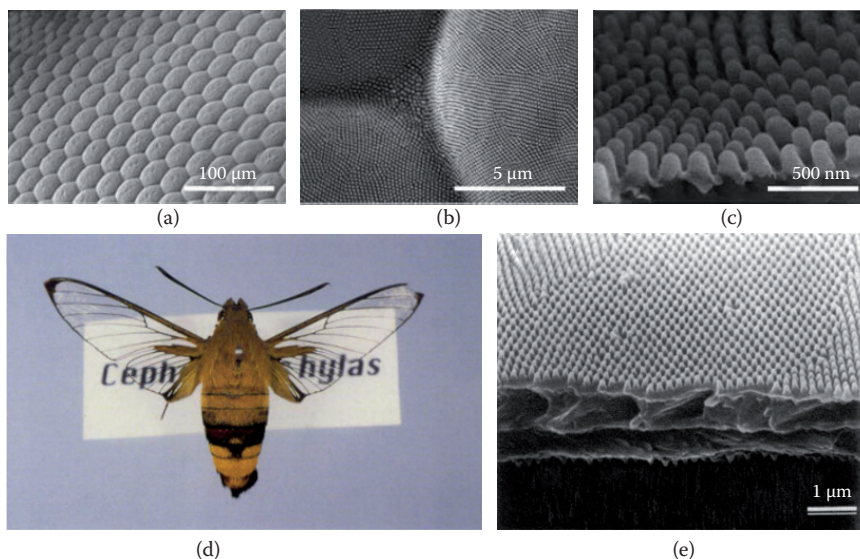 100 μm
5 μm
500 nm
(a)
(b)
(c)
Ceph hylas
1 μm
(d)
(e)